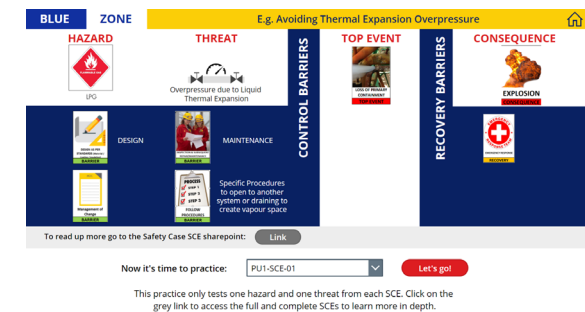 BLUE ZONE
E.g. Avoiding Thermal Expansion Overpressure
HAZARD
THREAT
CONTROL BARRIERS
TOP EVENT
RECOVERY BARRIERS
CONSEQUENCE
LPG
Overpressure due to Liquid
Thermal Expansion
LOSS OF PRIMARY
CONTAINMENT
TOP EVENT
EXPLOSION
CONSEQUENCE
BARRIER
DESIGN
BARRIER
MAINTENANCE
Management of
Change
BARRIER
PROCESS
STEP 1
STEP 2
STEP 3
FOLLOW
PROCEDURES
BARRIER
Specific Procedures
to open to another
system or draining to
create vapour space
EMERGENCY RESPONSE
RECOVERY
To read up more go to the Safety Case SCE sharepoint:
Link
Now it's time to practice:
PU1-SCE-01
Let's go!
This practice only tests one hazard and one threat from each SCE. Click on the
grey link to access the full and complete SCEs to learn more in depth.